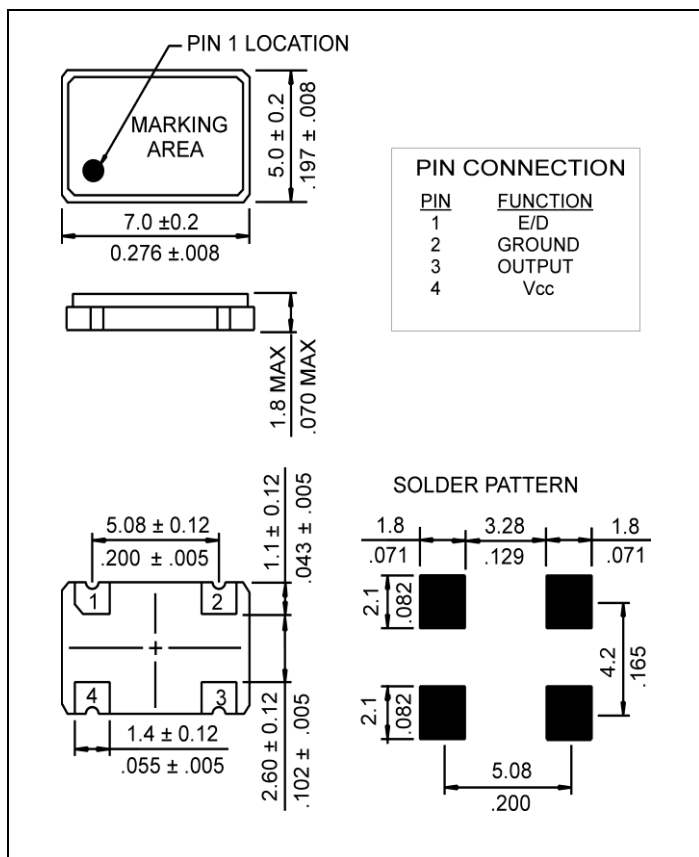 PIN 1 LOCATION
MARKING
AREA
5.0 ± 0.2
.197 ± .008
7.0 ±0.2
0.276 ±.008
PIN CONNECTION
PIN FUNCTION
1 E/D
2 GROUND
3 OUTPUT
4 Vcc
1.8 MAX
.070 MAX
5.08 ± 0.12
.200 ± .005
1.1 ± 0.12
.043 ± .005
1 2
4 3
1.4 ± 0.12
.055 ± .005
2.60 ± 0.12
.102 ± .005
SOLDER PATTERN
1.8 3.28 1.8
.071 .129 .071
2.1
.082
4.2
.165
2.1
.082
5.08
.200